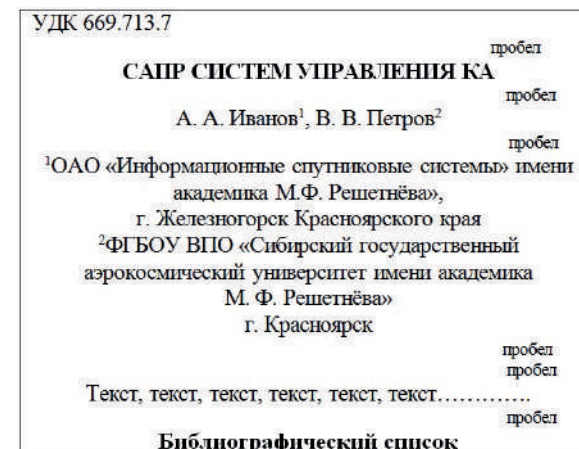 УДК 669.713.7
пробел
САПР СИСТЕМ УПРАВЛЕНИЯ КА
пробел
А. А. Иванов¹, В. В. Петров²
пробел
¹ОАО «Информационные спутниковые системы» имени
академика М.Ф. Решетнёва»,
г. Железногорск Красноярского края
²ФГБОУ ВПО «Сибирский государственный
аэрокосмический университет имени академика
М. Ф. Решетнёва»
г. Красноярск
пробел
пробел
Текст, текст, текст, текст, текст, текст………….
пробел
Библиографический список